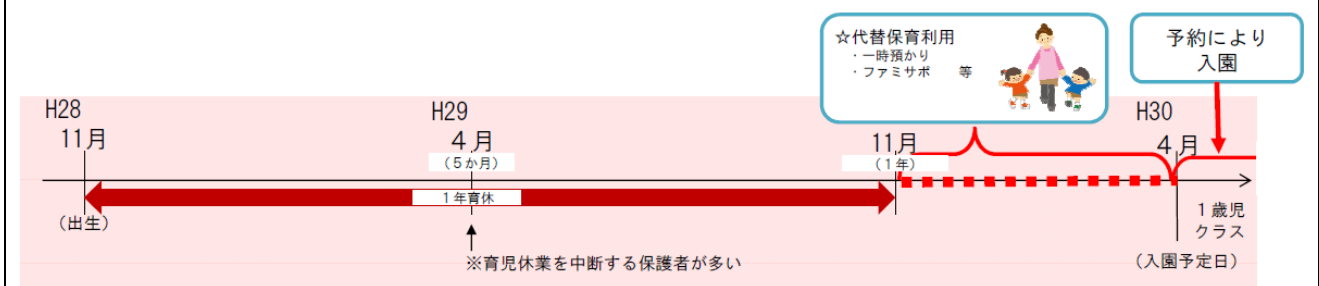 ☆代替保育利用
・一時預かり
・ファミサポ　等
予約により
入園
H28
11月
H29
4月
(5か月)
11月
(1年)
H30
4月
1年育休
(出生)
※育児休業を中断する保護者が多い
1歳児
クラス
(入園予定日)